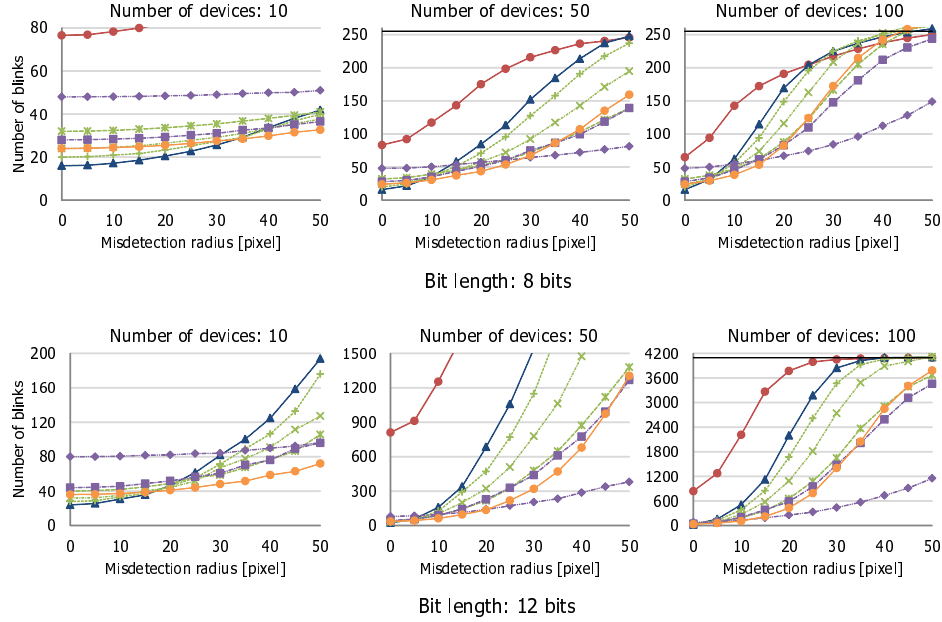 Number of devices: 10
Number of devices: 50
Number of devices: 100
Number of blinks
80
60
40
20
0
250
200
150
100
50
0
250
200
150
100
50
0
0 10 20 30 40 50
0 10 20 30 40 50
0 10 20 30 40 50
Misdetection radius [pixel]
Misdetection radius [pixel]
Misdetection radius [pixel]
Bit length: 8 bits
Number of devices: 10
Number of devices: 50
Number of devices: 100
Number of blinks
200
160
120
80
40
0
1500
1200
900
600
300
0
4200
3600
3000
2400
1800
1200
600
0
0 10 20 30 40 50
0 10 20 30 40 50
0 10 20 30 40 50
Misdetection radius [pixel]
Misdetection radius [pixel]
Misdetection radius [pixel]
Bit length: 12 bits